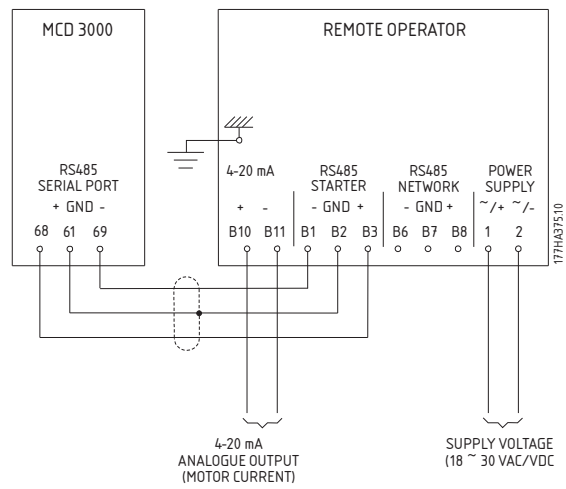 MCD 3000
REMOTE OPERATOR
RS485
SERIAL PORT
+ GND -
68 61 69
4-20 mA
+ -
B10 B11
RS485
STARTER
- GND +
B1 B2 B3
RS485
NETWORK
- GND +
B6 B7 B8
POWER
SUPPLY
~/+ ~/-
1 2
177HA375.10
4-20 mA
ANALOGUE OUTPUT
(MOTOR CURRENT)
SUPPLY VOLTAGE
(18 ~ 30 VAC/VDC